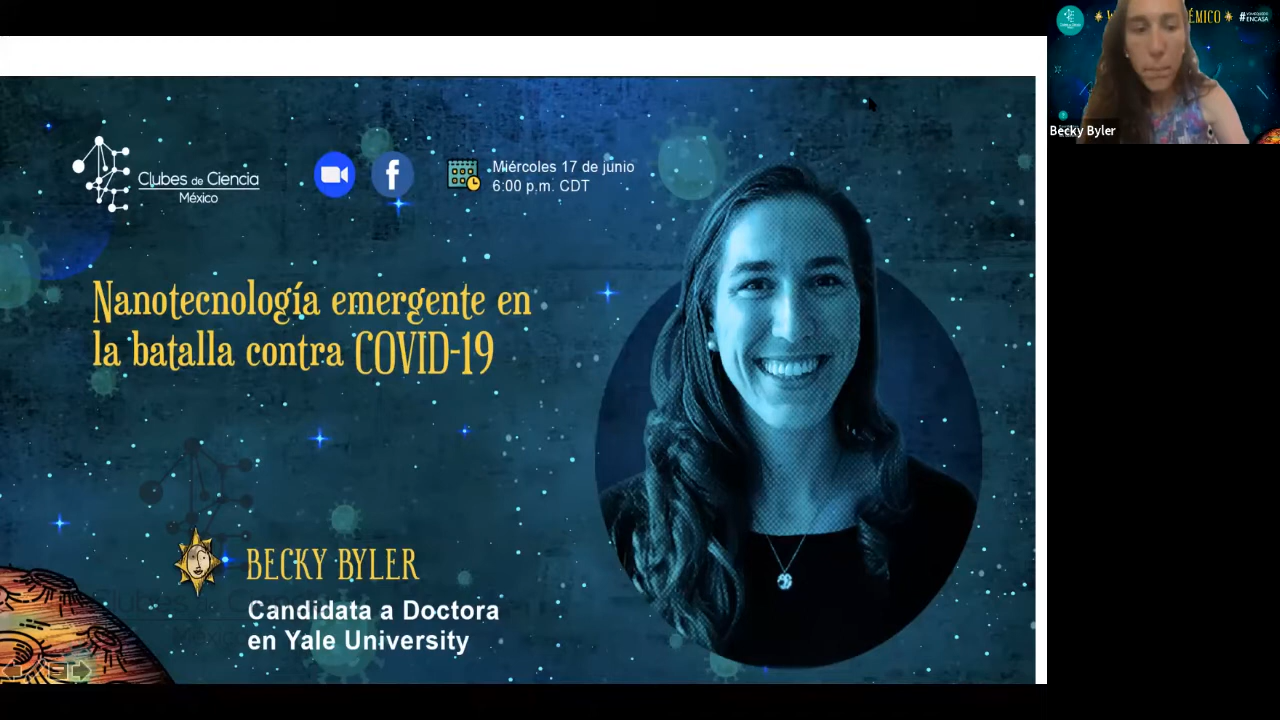 Clubes de Ciencia
México
Miércoles 17 de junio
6:00 p.m. CDT
Nanotecnología emergente en
la batalla contra COVID-19
BECKY BYLER
Candidata a Doctora
en Yale University
ENCASA
Becky Byler